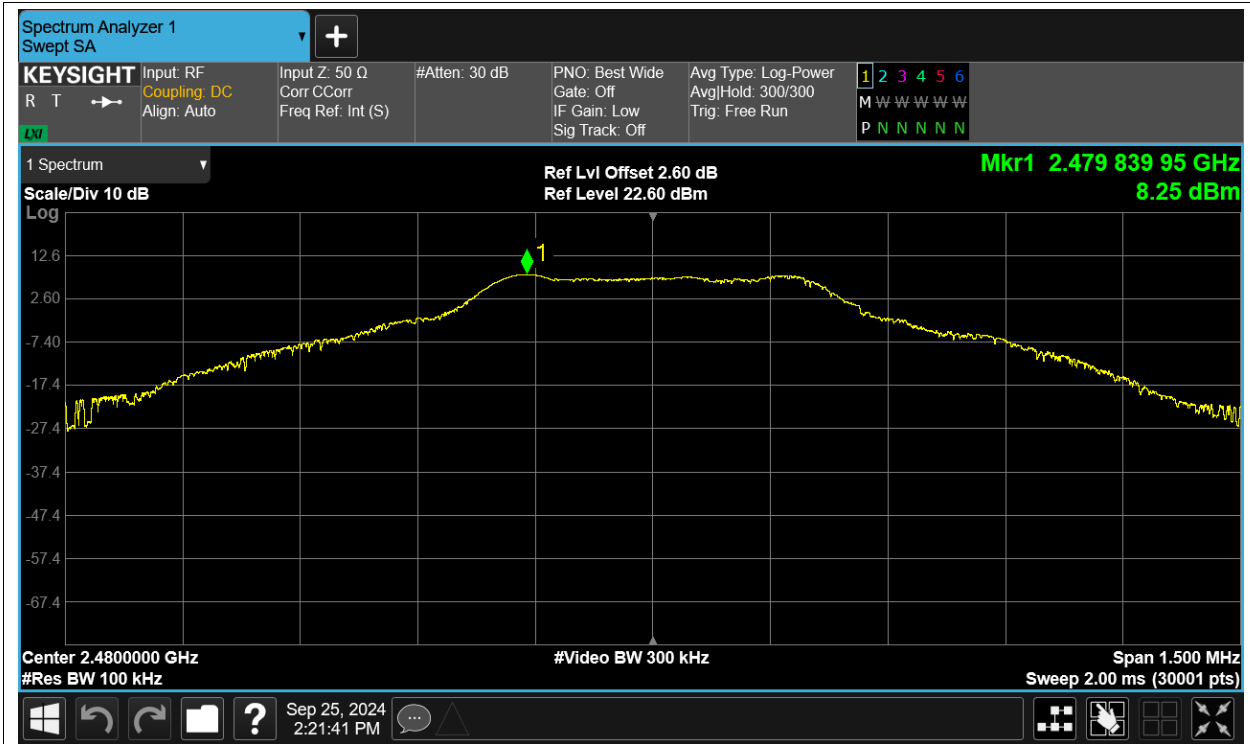 Spectrum Analyzer 1
Swept SA
KEYSIGHT
R T
LXI
Input: RF
Coupling: DC
Align: Auto
Input Z: 50 Ω
Corr CCorr
Freq Ref: Int (S)
#Atten: 30 dB
PNO: Best Wide
Gate: Off
IF Gain: Low
Sig Track: Off
Avg Type: Log-Power
Avg|Hold: 300/300
Trig: Free Run
1 2 3 4 5 6
M W W W W W
P N N N N N
1 Spectrum
Scale/Div 10 dB
Log
Ref Lvl Offset 2.60 dB
Ref Level 22.60 dBm
Mkr1 2.479 839 95 GHz
8.25 dBm
1
12.6
2.60
-7.40
-17.4
-27.4
-37.4
-47.4
-57.4
-67.4
Center 2.4800000 GHz
#Res BW 100 kHz
#Video BW 300 kHz
Span 1.500 MHz
Sweep 2.00 ms (30001 pts)
?
Sep 25, 2024
2:21:41 PM